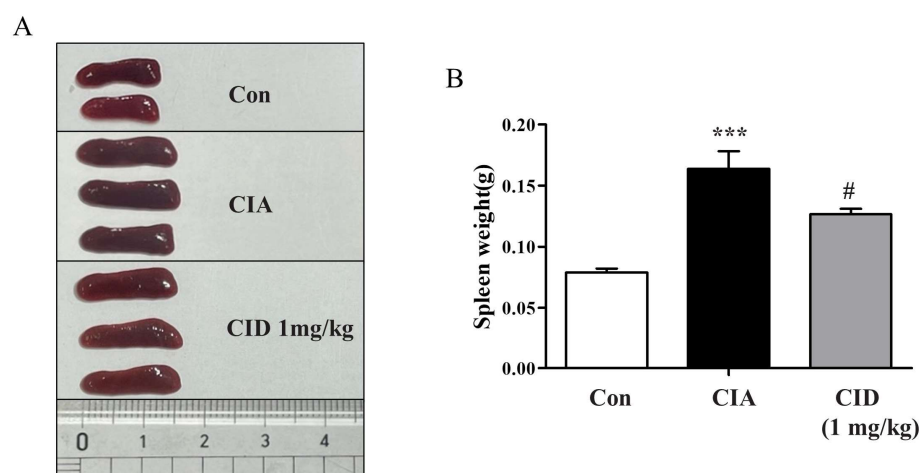 A
Con
CIA
CID 1mg/kg
0 1 2 3 4
B
Spleen weight(g)
0.20
0.15
0.10
0.05
0.00
***
#
Con CIA CID
(1 mg/kg)